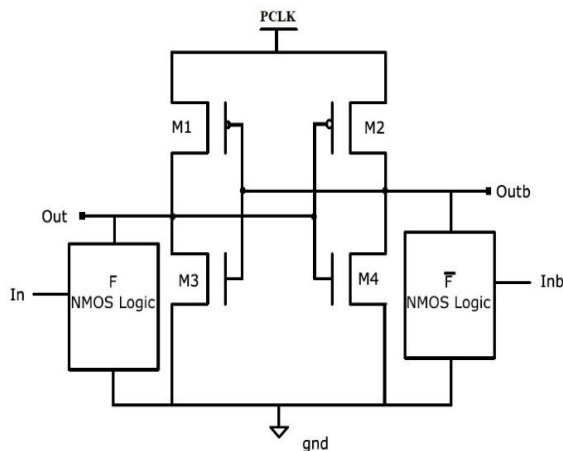 PCLK
M1
M2
Outb
Out
F
NMOS Logic
In
M3
M4
F̅
NMOS Logic
Inb
gnd